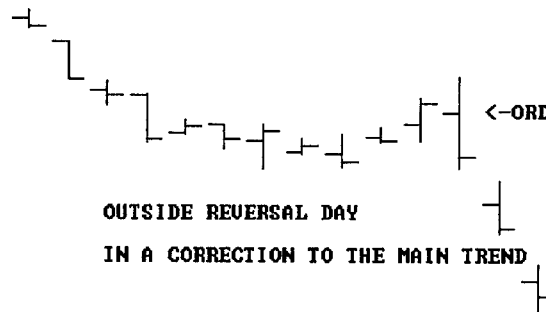 <-ORD
OUTSIDE REVERSAL DAY
IN A CORRECTION TO THE MAIN TREND